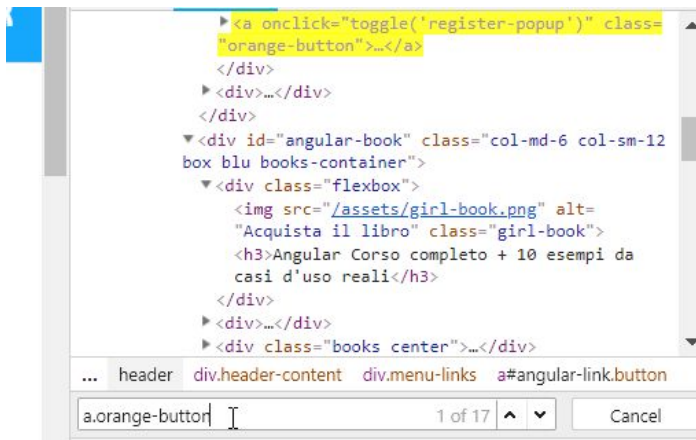 <a onclick="toggle('register-popup')" class=
"orange-button">…</a>
</div>
<div>…</div>
</div>
<div id="angular-book" class="col-md-6 col-sm-12
box blu books-container">
<div class="flexbox">
<img src="/assets/girl-book.png" alt=
"Acquista il libro" class="girl-book">
<h3>Angular Corso completo + 10 esempi da
casi d'uso reali</h3>
</div>
<div>…</div>
<div class="books center">…</div>
... header div.header-content div.menu-links a#angular-link.button
a.orange-button 1 of 17 Cancel